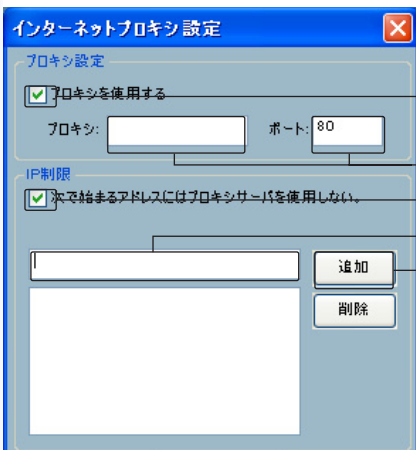 インターネットプロキシ設定
プロキシ設定
プロキシを使用する
プロキシ: ポート: 80
IP制限
次で始まるアドレスにはプロキシサーバを使用しない。
追加
削除